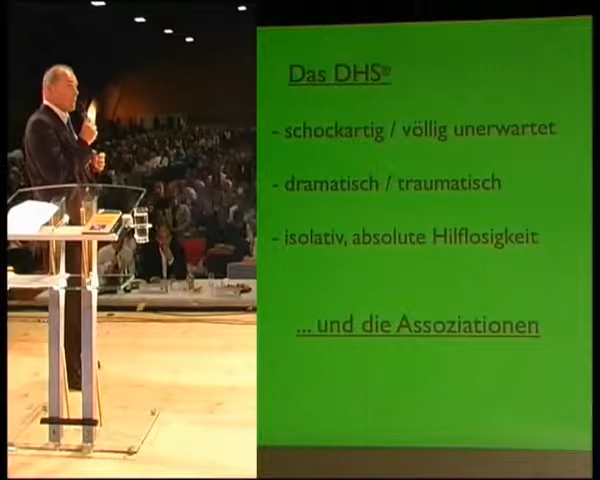 Das DHS®
- schockartig / völlig unerwartet
- dramatisch / traumatisch
- isolativ, absolute Hilflosigkeit
... und die Assoziationen